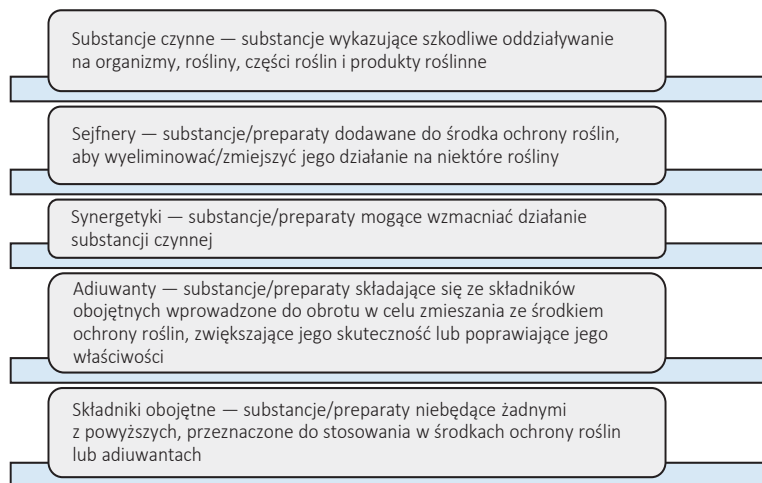 Substancje czynne — substancje wykazujące szkodliwe oddziaływanie
na organizmy, rośliny, części roślin i produkty roślinne
Sejfnery — substancje/preparaty dodawane do środka ochrony roślin,
aby wyeliminować/zmiejszyć jego działanie na niektóre rośliny
Synergetyki — substancje/preparaty mogące wzmacniać działanie
substancji czynnej
Adiuwanty — substancje/preparaty składające się ze składników
obojętnych wprowadzone do obrotu w celu zmieszania ze środkiem
ochrony roślin, zwiększające jego skuteczność lub poprawiające jego
właściwości
Składniki obojętne — substancje/preparaty niebędące żadnymi
z powyższych, przeznaczone do stosowania w środkach ochrony roślin
lub adiuwantach